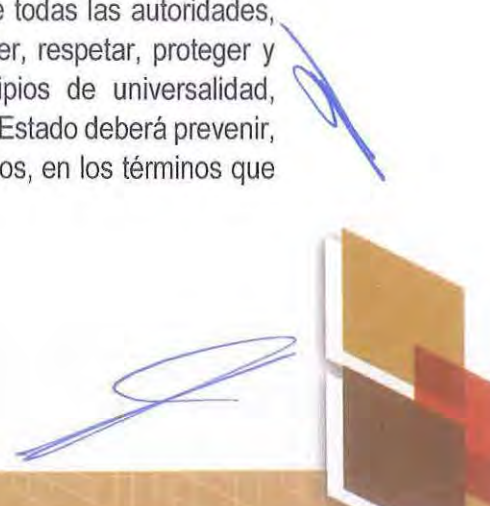 todas las autoridades,
er, respetar, proteger y
ipios de universalidad,
Estado deberá prevenir,
os, en los términos que